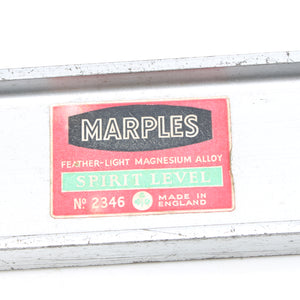 MARPLES
FEATHER-LIGHT MAGNESIUM ALLOY
SPIRIT LEVEL
Nº 2346 MADE IN ENGLAND